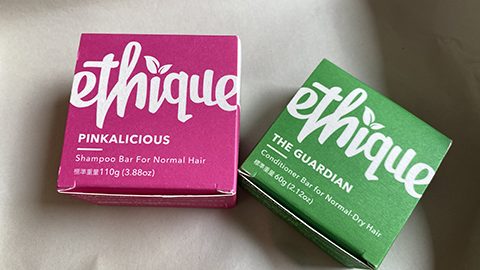 ethique
PINKALICIOUS
Shampoo Bar For Normal Hair
標準重量110g (3.88oz)
ethique
THE GUARDIAN
Conditioner Bar for Normal-Dry Hair
標準重量 60g (2.12oz)